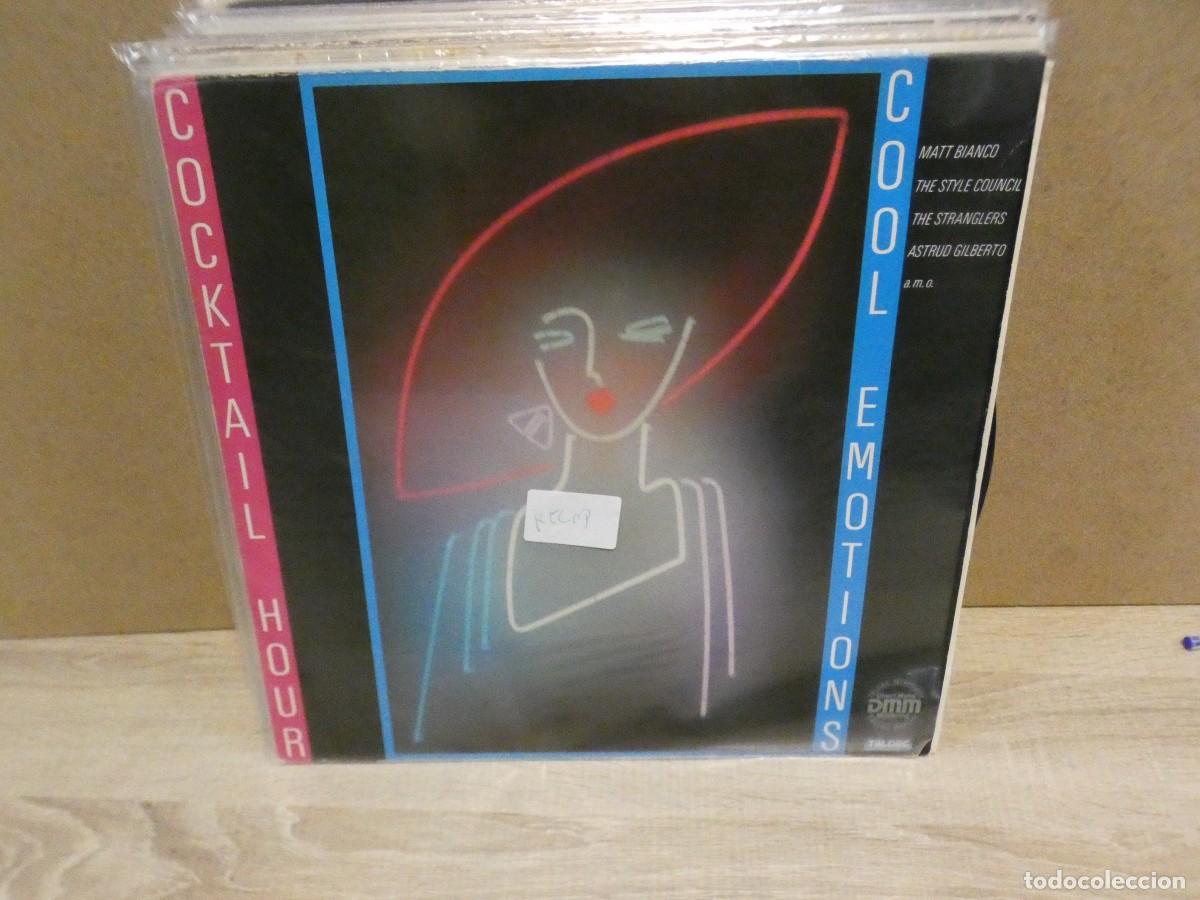 COCKTAIL HOUR
COOL EMOTIONS
MATT BIANCO
THE STYLE COUNCIL
THE STRANGLERS
ASTRUD GILBERTO
a.m.o.
DMM
TELDEC
todocoleccion